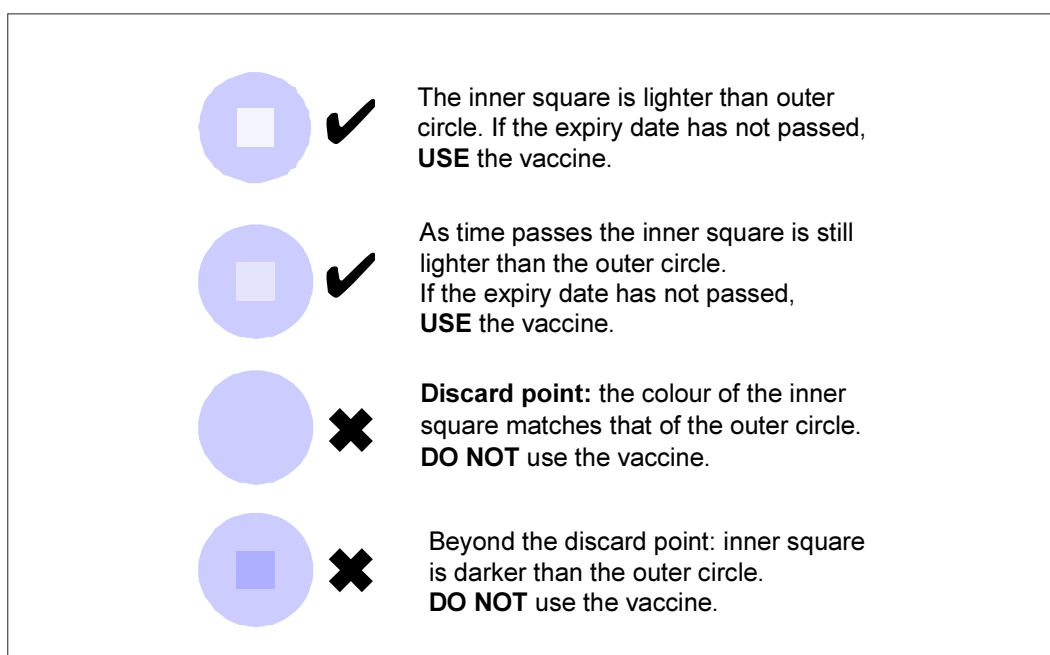 The inner square is lighter than outer
circle. If the expiry date has not passed,
USE the vaccine.
As time passes the inner square is still
lighter than the outer circle.
If the expiry date has not passed,
USE the vaccine.
Discard point: the colour of the inner
square matches that of the outer circle.
DO NOT use the vaccine.
Beyond the discard point: inner square
is darker than the outer circle.
DO NOT use the vaccine.